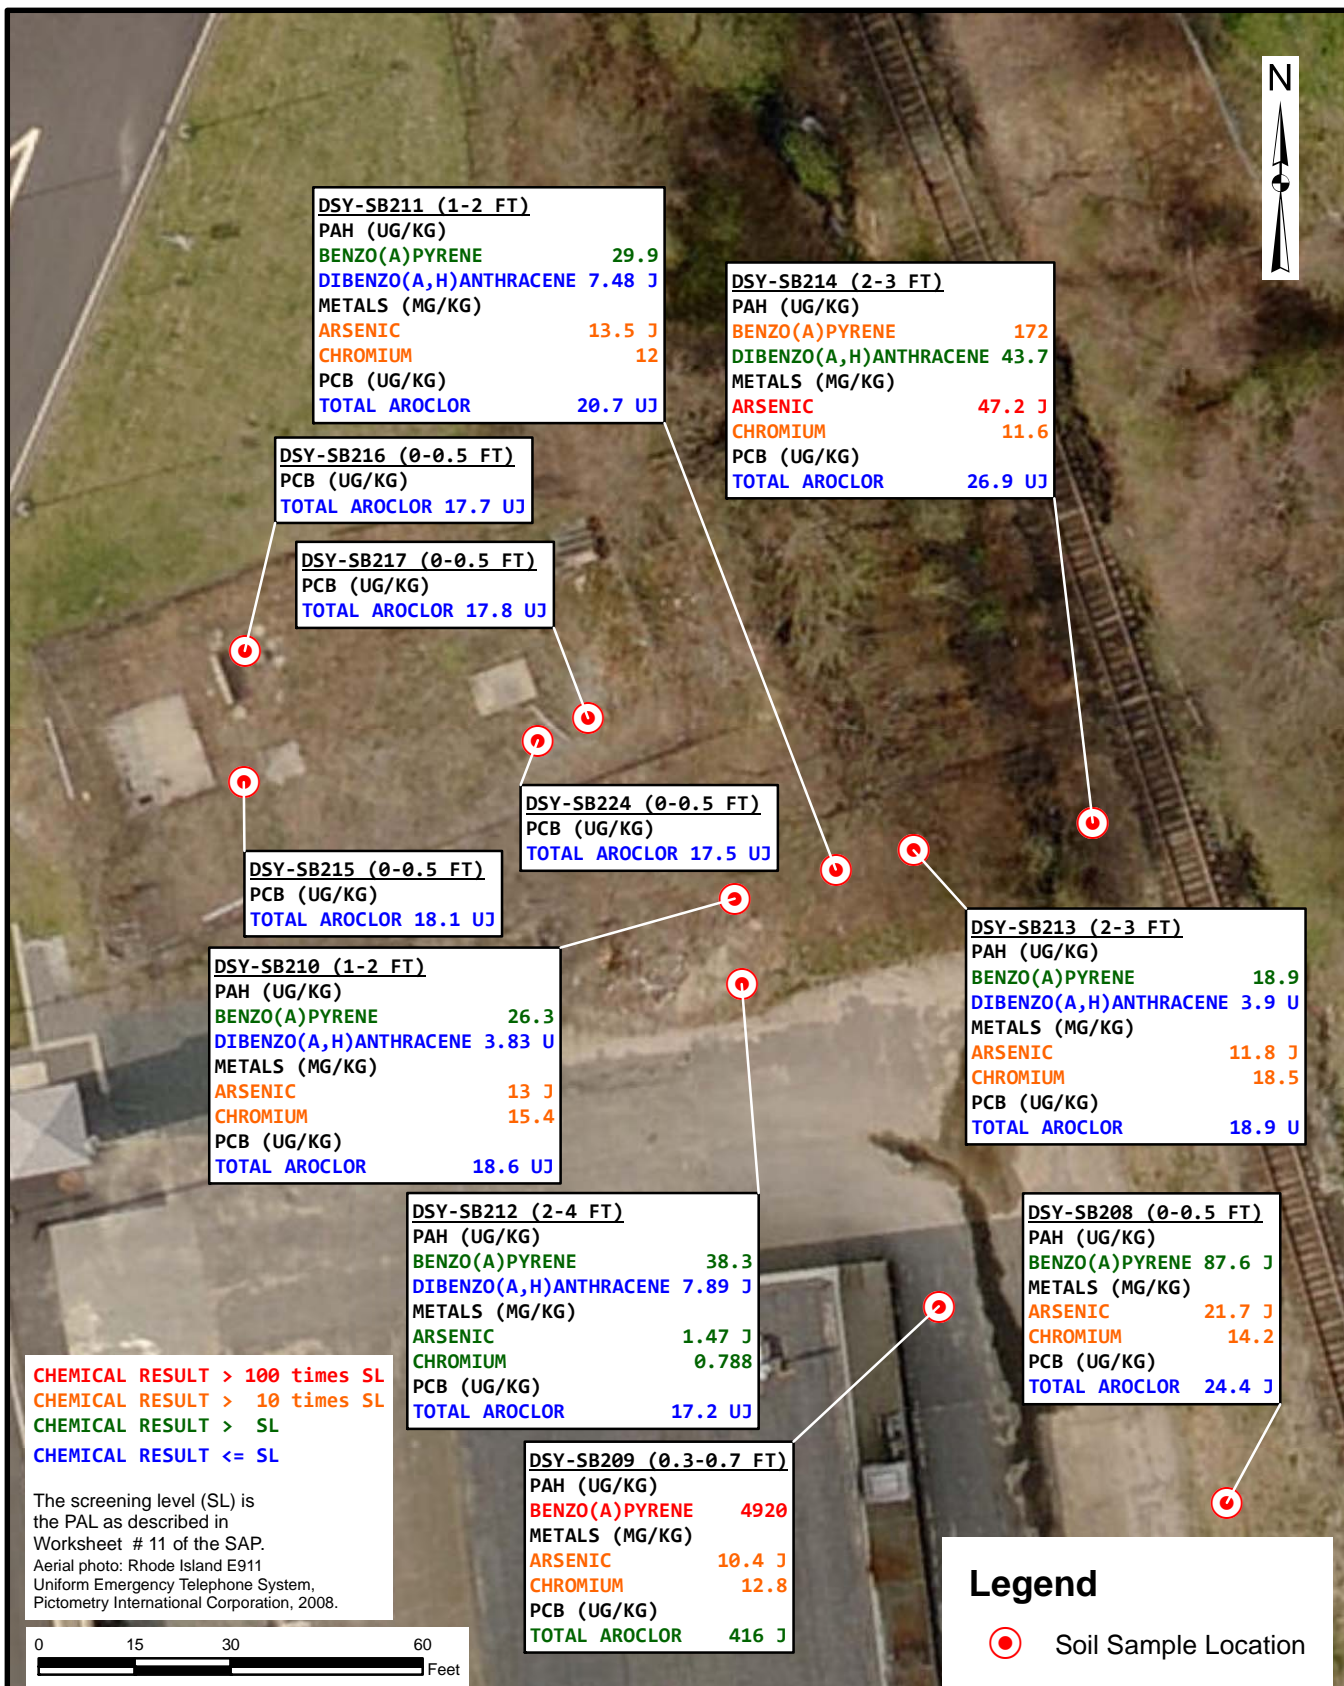 N
DSY-SB211 (1-2 FT)
PAH (UG/KG)
BENZO(A)PYRENE 29.9
DIBENZO(A,H)ANTHRACENE 7.48 J
METALS (MG/KG)
ARSENIC 13.5 J
CHROMIUM 12
PCB (UG/KG)
TOTAL AROCLOR 20.7 UJ
DSY-SB214 (2-3 FT)
PAH (UG/KG)
BENZO(A)PYRENE 172
DIBENZO(A,H)ANTHRACENE 43.7
METALS (MG/KG)
ARSENIC 47.2 J
CHROMIUM 11.6
PCB (UG/KG)
TOTAL AROCLOR 26.9 UJ
DSY-SB216 (0-0.5 FT)
PCB (UG/KG)
TOTAL AROCLOR 17.7 UJ
DSY-SB217 (0-0.5 FT)
PCB (UG/KG)
TOTAL AROCLOR 17.8 UJ
DSY-SB224 (0-0.5 FT)
PCB (UG/KG)
TOTAL AROCLOR 17.5 UJ
DSY-SB215 (0-0.5 FT)
PCB (UG/KG)
TOTAL AROCLOR 18.1 UJ
DSY-SB210 (1-2 FT)
PAH (UG/KG)
BENZO(A)PYRENE 26.3
DIBENZO(A,H)ANTHRACENE 3.83 U
METALS (MG/KG)
ARSENIC 13 J
CHROMIUM 15.4
PCB (UG/KG)
TOTAL AROCLOR 18.6 UJ
DSY-SB213 (2-3 FT)
PAH (UG/KG)
BENZO(A)PYRENE 18.9
DIBENZO(A,H)ANTHRACENE 3.9 U
METALS (MG/KG)
ARSENIC 11.8 J
CHROMIUM 18.5
PCB (UG/KG)
TOTAL AROCLOR 18.9 U
DSY-SB212 (2-4 FT)
PAH (UG/KG)
BENZO(A)PYRENE 38.3
DIBENZO(A,H)ANTHRACENE 7.89 J
METALS (MG/KG)
ARSENIC 1.47 J
CHROMIUM 0.788
PCB (UG/KG)
TOTAL AROCLOR 17.2 UJ
DSY-SB208 (0-0.5 FT)
PAH (UG/KG)
BENZO(A)PYRENE 87.6 J
METALS (MG/KG)
ARSENIC 21.7 J
CHROMIUM 14.2
PCB (UG/KG)
TOTAL AROCLOR 24.4 J
DSY-SB209 (0.3-0.7 FT)
PAH (UG/KG)
BENZO(A)PYRENE 4920
METALS (MG/KG)
ARSENIC 10.4 J
CHROMIUM 12.8
PCB (UG/KG)
TOTAL AROCLOR 416 J
CHEMICAL RESULT > 100 times SL
CHEMICAL RESULT > 10 times SL
CHEMICAL RESULT > SL
CHEMICAL RESULT <= SL
The screening level (SL) is
the PAL as described in
Worksheet # 11 of the SAP.
Aerial photo: Rhode Island E911
Uniform Emergency Telephone System,
Pictometry International Corporation, 2008.
0 15 30 60
Feet
Legend
Soil Sample Location